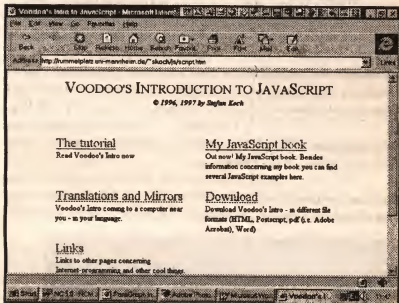 Voodoo's Intro to JavaScript - Microsoft Internet
File Edit View Go Favorites Help
Back Stop Refresh Home Search Favorites Print Font Mail Edit
Address http://rummelplatz.uni-mannheim.de/~skoch/js/script.htm Links
VOODOO'S INTRODUCTION TO JAVASCRIPT
© 1996, 1997 by Stefan Koch
The tutorial
Read Voodoo's Intro now
My JavaScript book
Out now! My JavaScript book. Besides
information concerning my book you can find
several JavaScript examples here.
Translations and Mirrors
Voodoo's Intro coming to a computer near
you - in your language.
Download
Download Voodoo's Intro - in different file
formats (HTML, Postscript, pdf (i.e. Adobe
Acrobat), Word)
Links
Links to other pages concerning
Internet-programming and other cool things.
Start Voodoo's I...